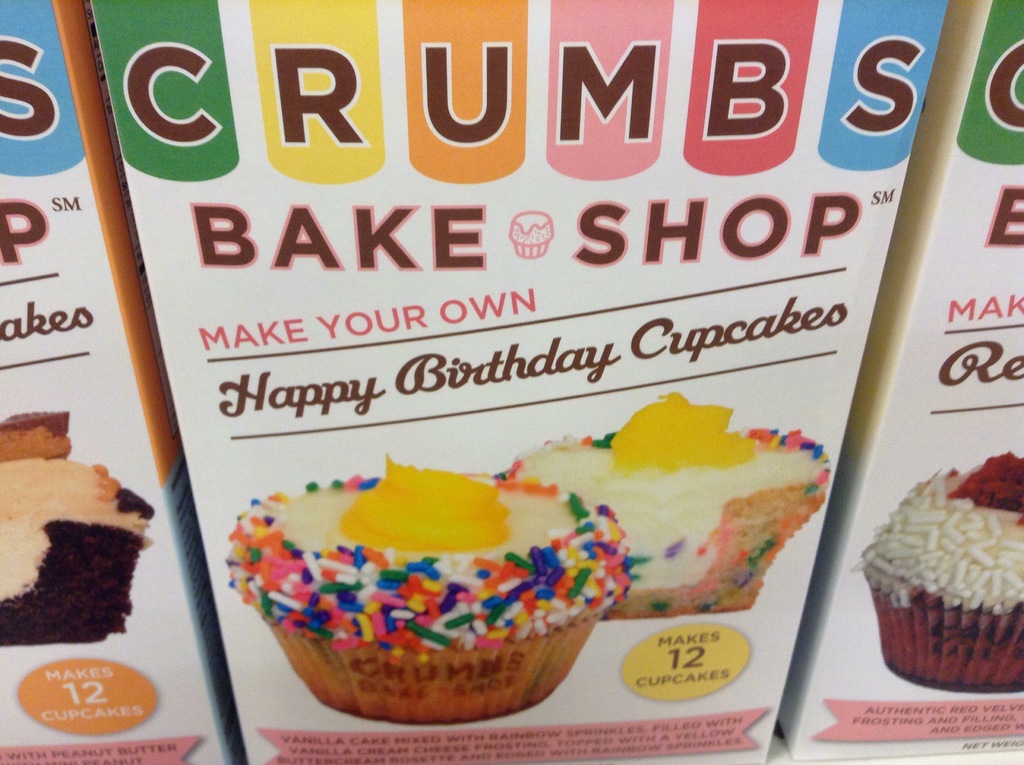 CRUMBS
BAKE SHOP SM
MAKE YOUR OWN
Happy Birthday Cupcakes
CRUMBS
BAKE SHOP
MAKES
12
CUPCAKES
VANILLA CAKE MIXED WITH RAINBOW SPRINKLES, FILLED WITH
VANILLA CREAM CHEESE FROSTING, TOPPED WITH A YELLOW
BUTTERCREAM ROSETTE AND EDGED WITH RAINBOW SPRINKLES.
S
P SM
akes
MAKES
12
CUPCAKES
WITH PEANUT BUTTER
C
B
MAK
Re
AUTHENTIC RED VELVE
FROSTING AND FILLING,
AND EDGED W
NET WEIG